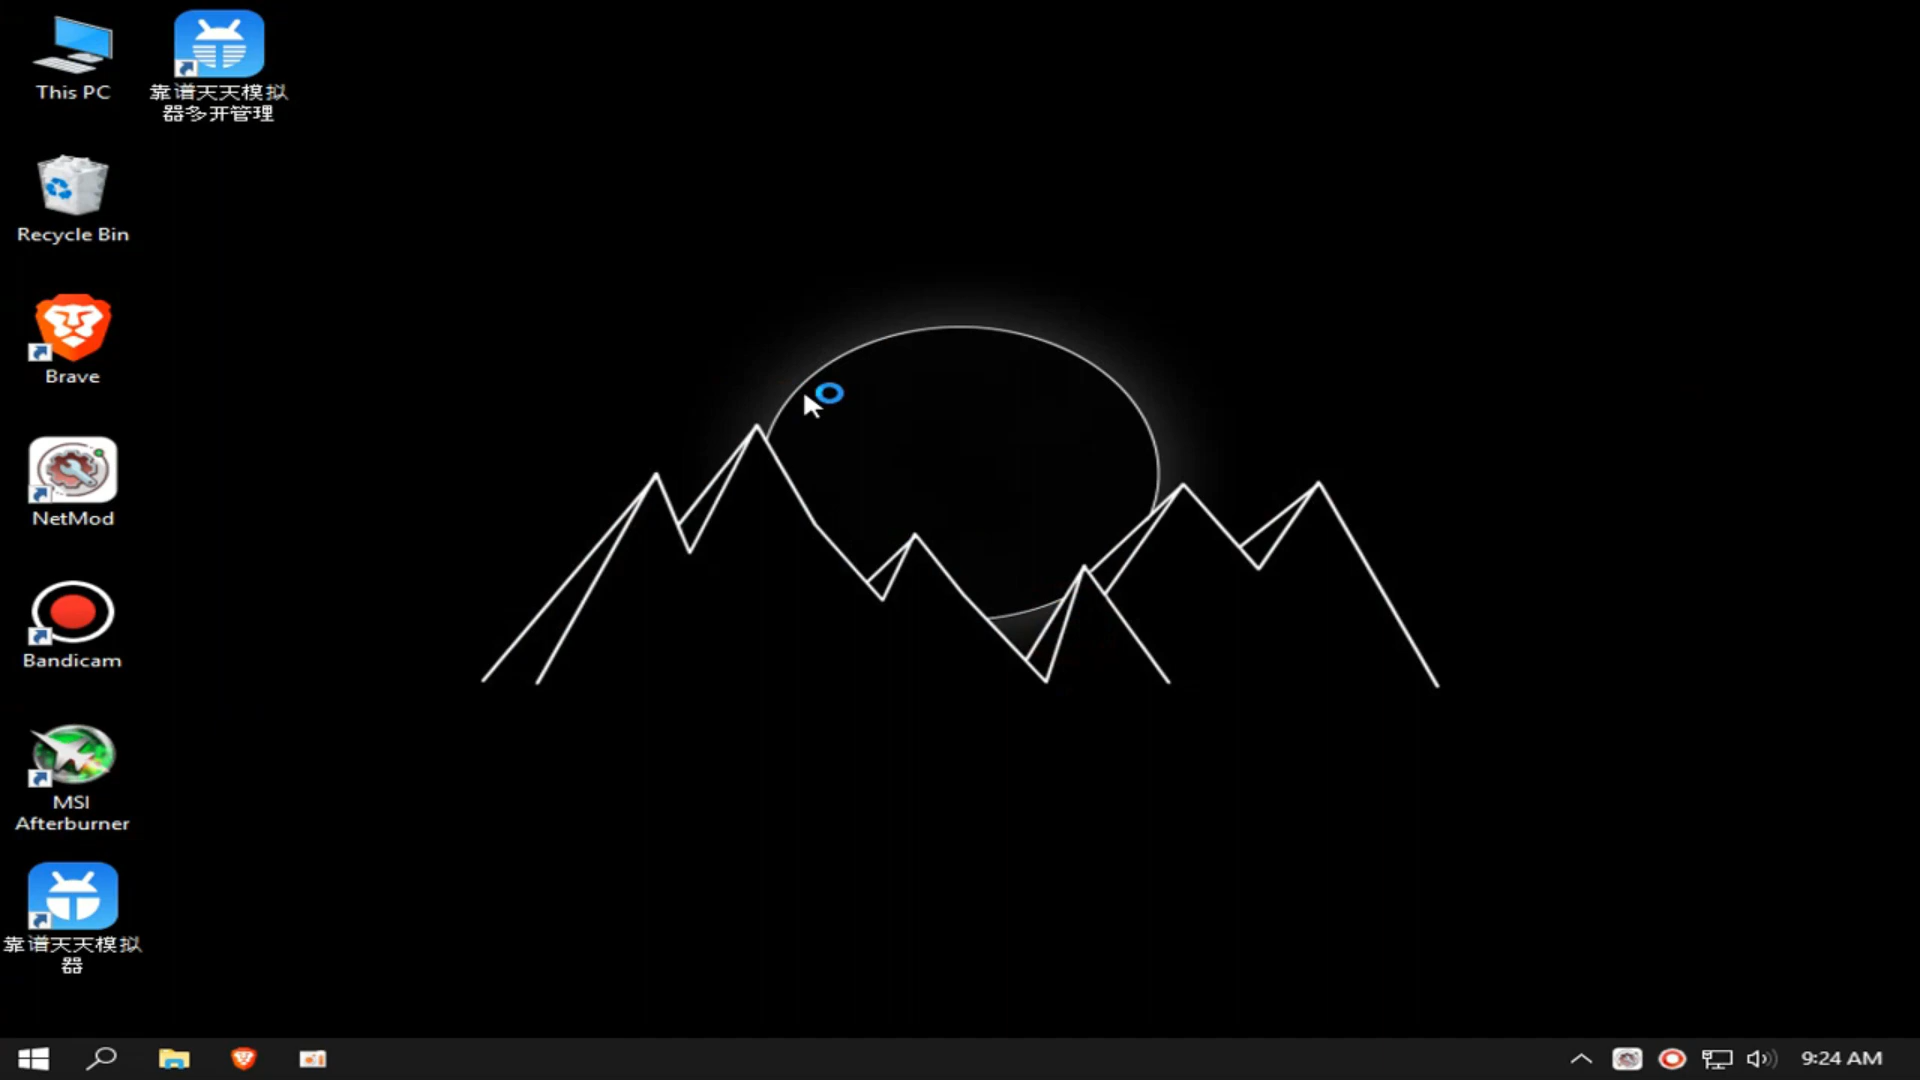 This PC
靠谱天天模拟
器多开管理
Recycle Bin
Brave
NetMod
Bandicam
MSI
Afterburner
靠谱天天模拟
器
9:24 AM